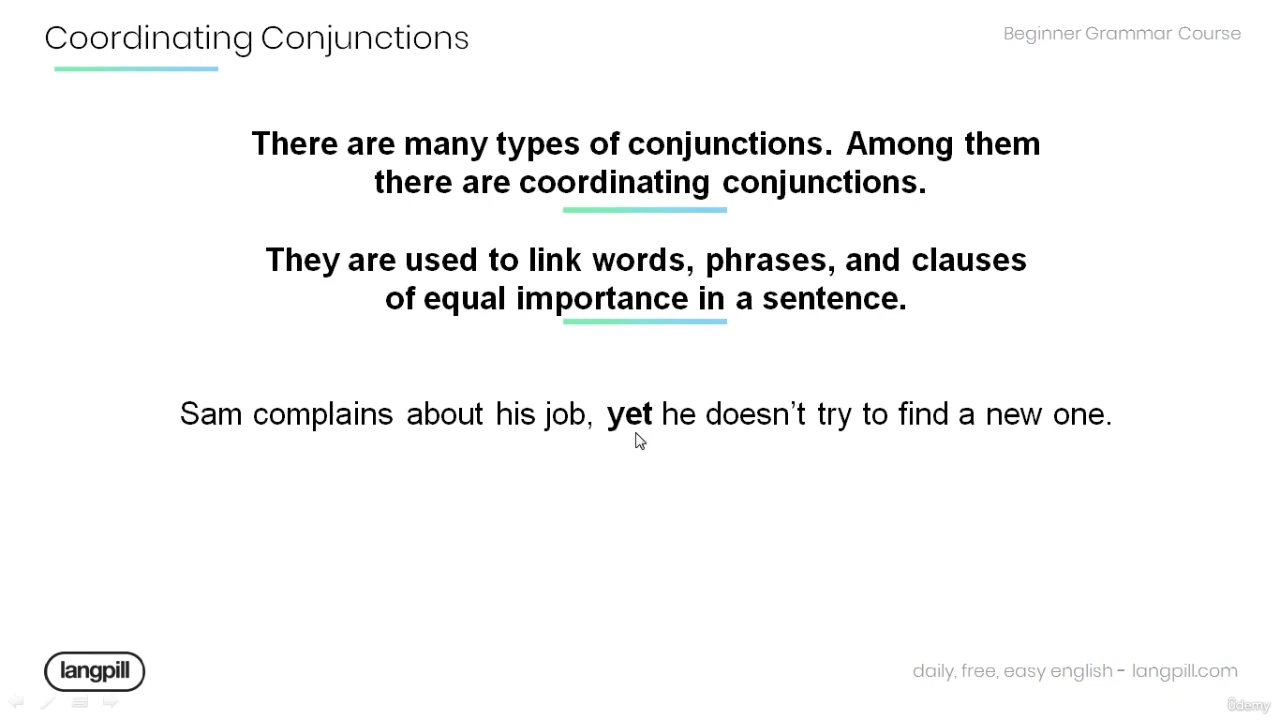 Coordinating Conjunctions
Beginner Grammar Course
There are many types of conjunctions. Among them
there are coordinating conjunctions.
They are used to link words, phrases, and clauses
of equal importance in a sentence.
Sam complains about his job, yet he doesn’t try to find a new one.
langpill
daily, free, easy english - langpill.com
ûdemy